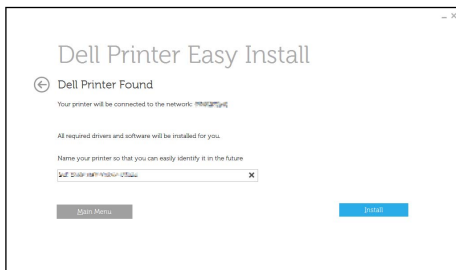 Dell Printer Easy Install
Dell Printer Found
Your printer will be connected to the network:
All required drivers and software will be installed for you.
Name your printer so that you can easily identify it in the future
Main Menu
Install